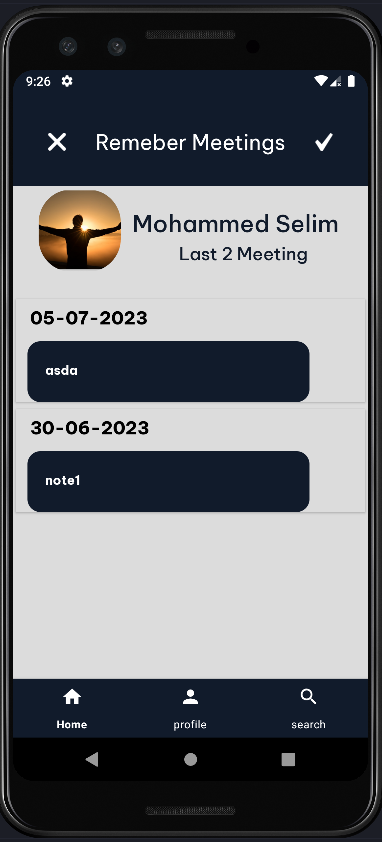 9:26
Remeber Meetings
Mohammed Selim
Last 2 Meeting
05-07-2023
asda
30-06-2023
note1
Home profile search